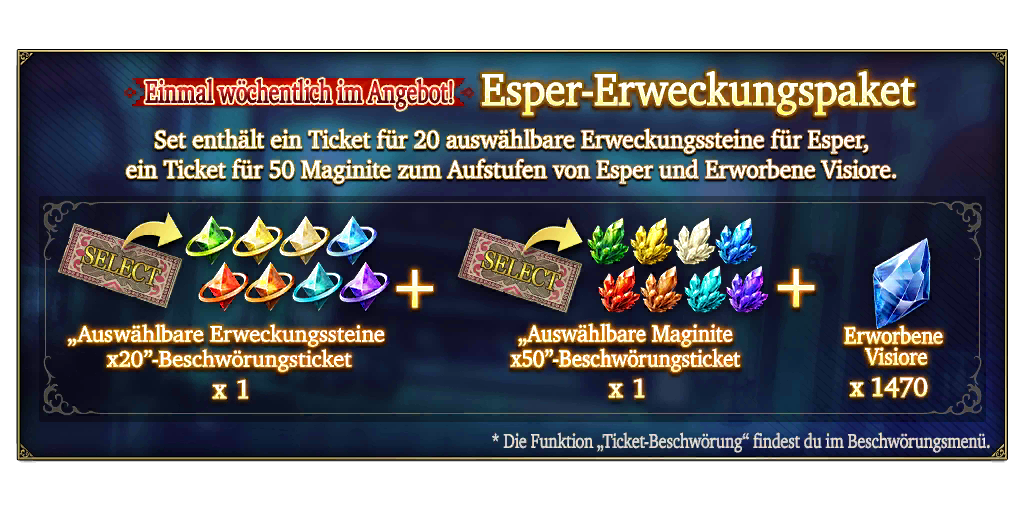 Einmal wöchentlich im Angebot! Esper-Erweckungspaket
Set enthält ein Ticket für 20 auswählbare Erweckungssteine für Esper,
ein Ticket für 50 Maginite zum Aufstufen von Esper und Erworbene Visiore.
SELECT
+
SELECT
+
„Auswählbare Erweckungssteine
x20”-Beschwörungsticket
x 1
„Auswählbare Maginite
x50”-Beschwörungsticket
x 1
Erworbene
Visiore
x 1470
* Die Funktion „Ticket-Beschwörung“ findest du im Beschwörungsmenü.